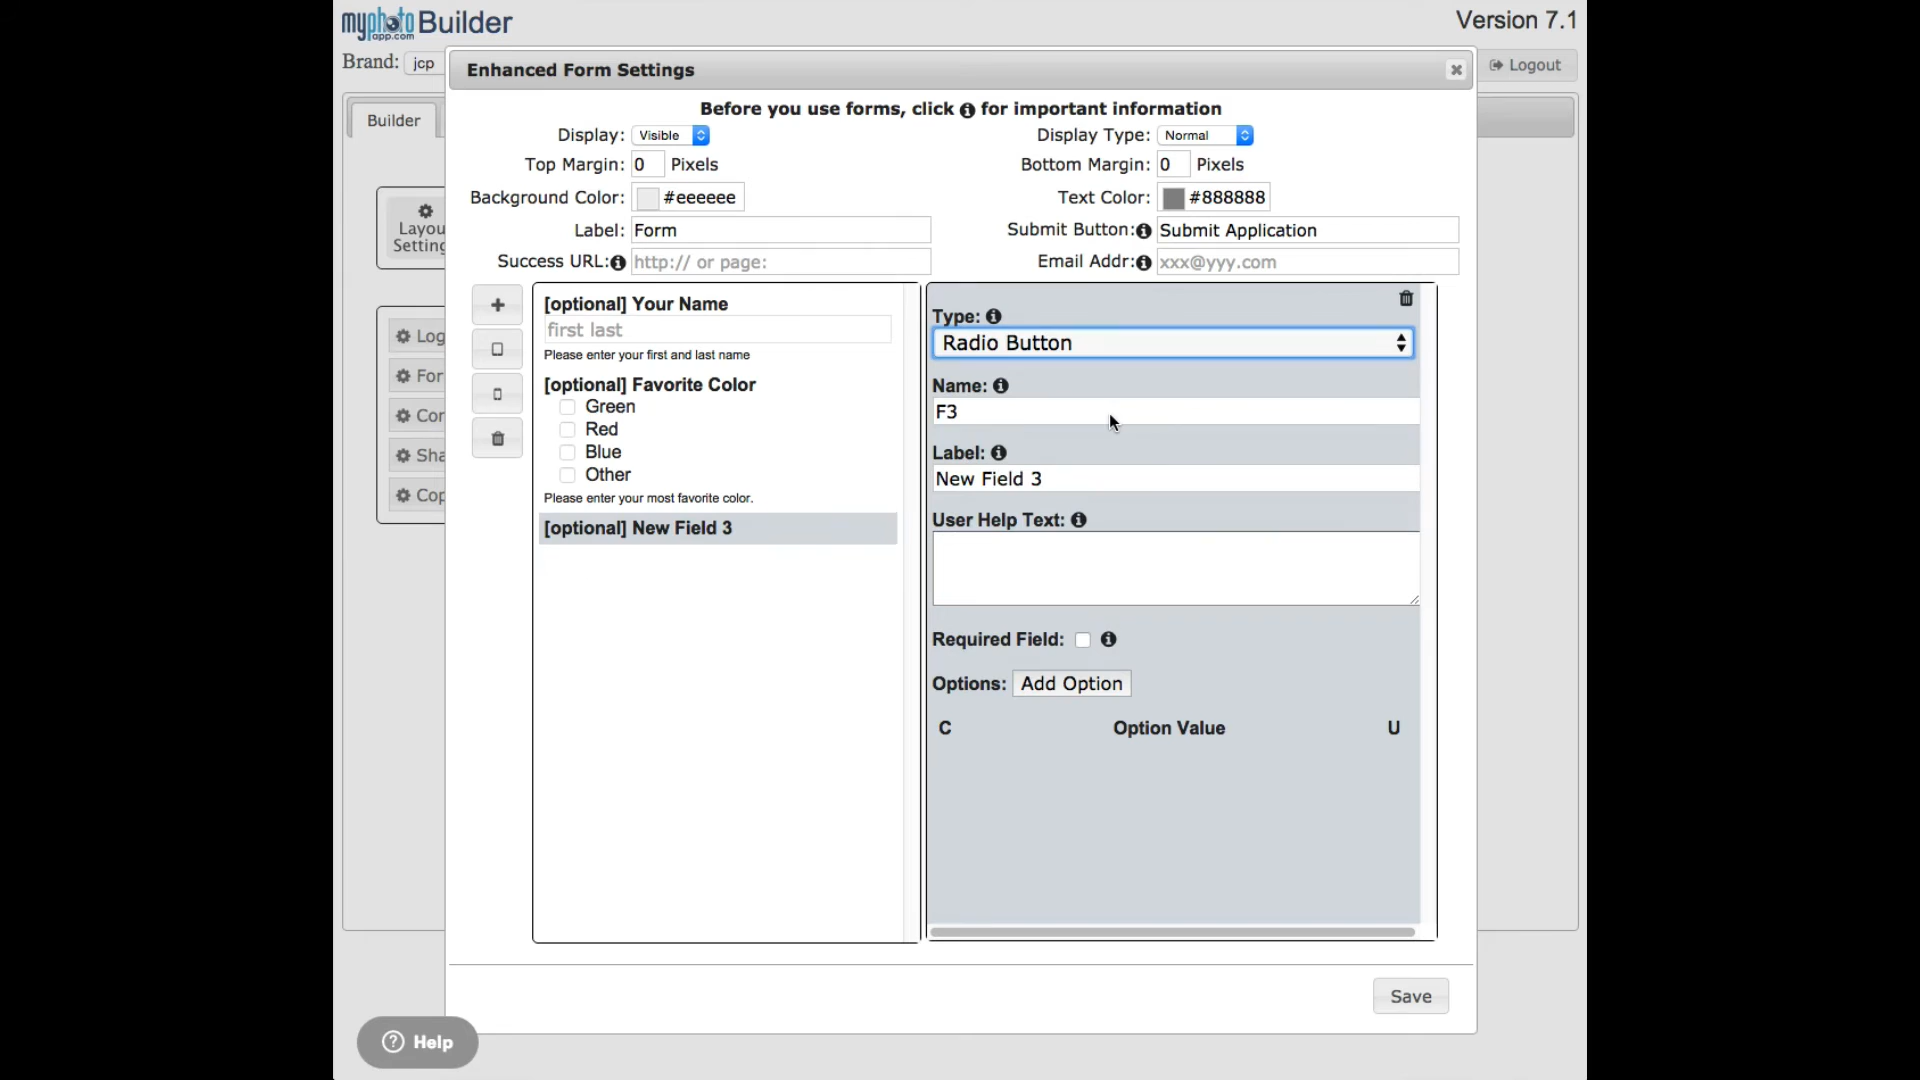 myphotoapp.com Builder
Version 7.1
Brand: jcp
Logout
Enhanced Form Settings
Builder
Before you use forms, click for important information
Display: Visible
Display Type: Normal
Top Margin: 0 Pixels
Bottom Margin: 0 Pixels
Background Color: #eeeeee
Text Color: #888888
Label: Form
Submit Button: Submit Application
Success URL: http:// or page:
Email Addr: xxx@yyy.com
Layou
Setting
Log
For
Cor
Sha
Cop
[optional] Your Name
first last
Please enter your first and last name
[optional] Favorite Color
Green
Red
Blue
Other
Please enter your most favorite color.
[optional] New Field 3
Type:
Radio Button
Name:
F3
Label:
New Field 3
User Help Text:
Required Field:
Options: Add Option
C Option Value U
Save
Help